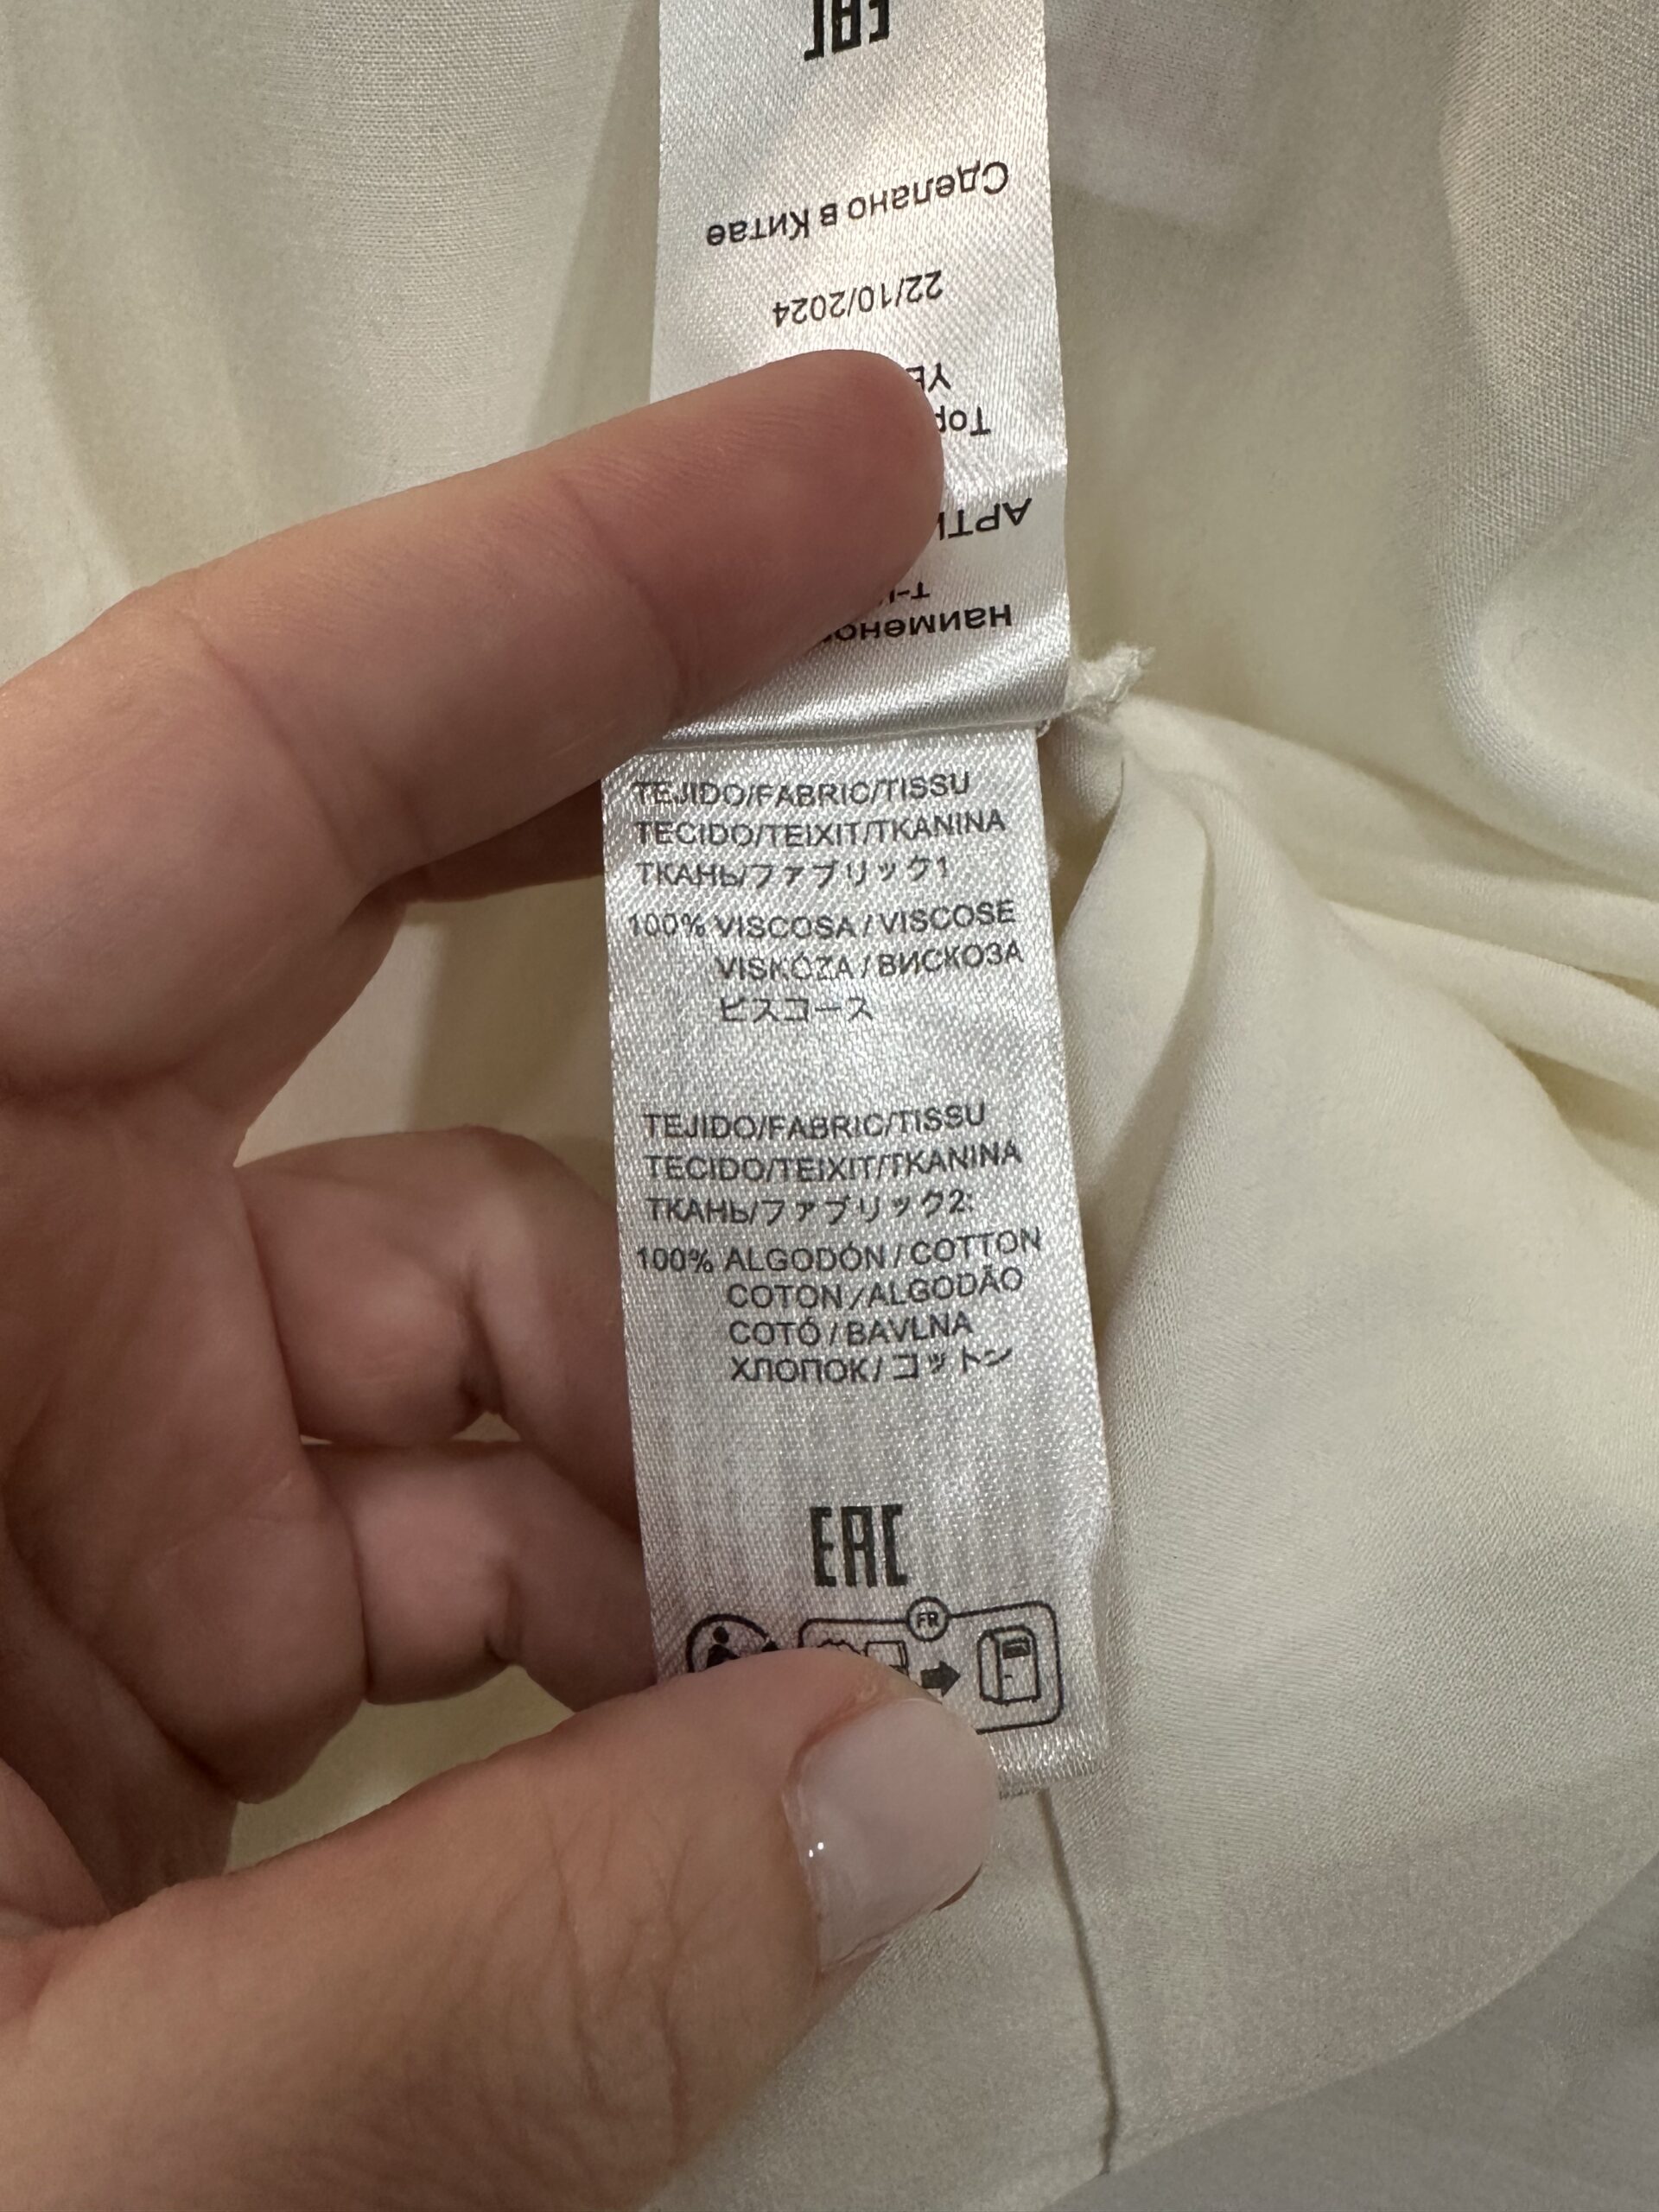 EAC
Сделано в Китае
22/10/2024
TEJIDO/FABRIC/TISSU
TECIDO/TEIXIT/TKANINA
ТКАНЬ/ファブリック1
100% VISCOSA / VISCOSE
VISKÓZA / ВИСКОЗА
ビスコース
TEJIDO/FABRIC/TISSU
TECIDO/TEIXIT/TKANINA
ТКАНЬ/ファブリック2:
100% ALGODÓN / COTTON
COTON / ALGODÃO
COTÓ / BAVLNA
ХЛОПОК / コットン
EAC
FR